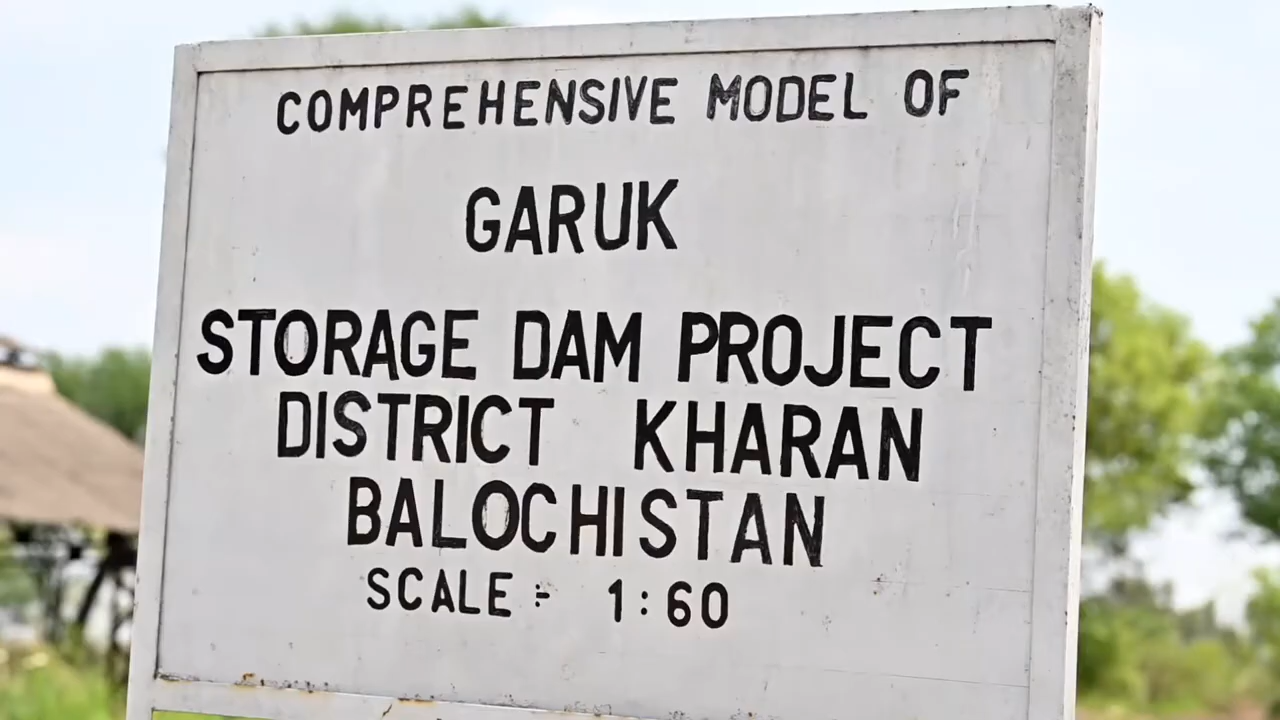 COMPREHENSIVE MODEL OF
GARUK
STORAGE DAM PROJECT
DISTRICT KHARAN
BALOCHISTAN
SCALE :- 1:60